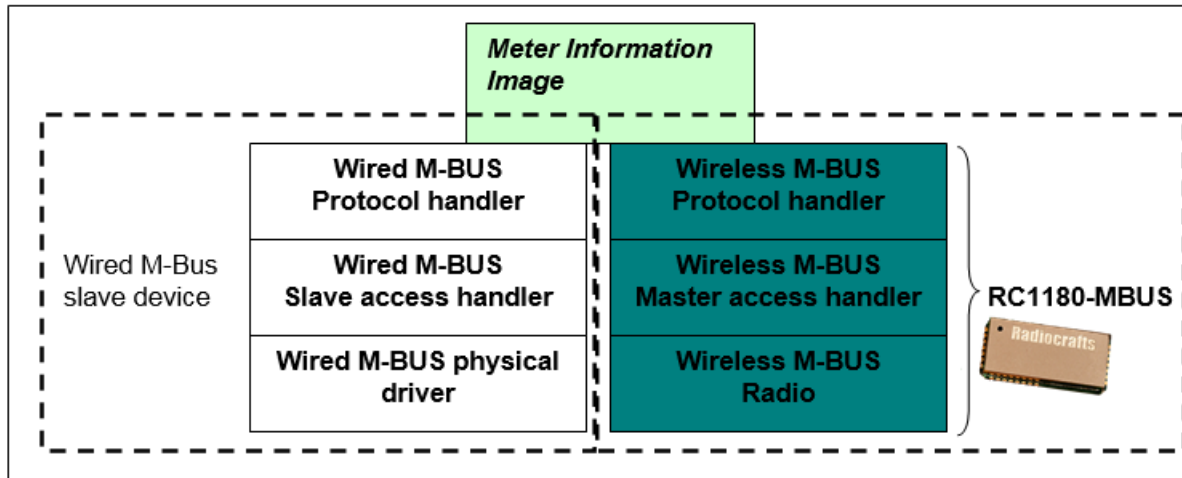 Meter Information
Image
Wired M-BUS
Protocol handler
Wireless M-BUS
Protocol handler
Wired M-Bus
slave device
Wired M-BUS
Slave access handler
Wireless M-BUS
Master access handler
RC1180-MBUS
Radiocrafts
Wired M-BUS physical
driver
Wireless M-BUS
Radio